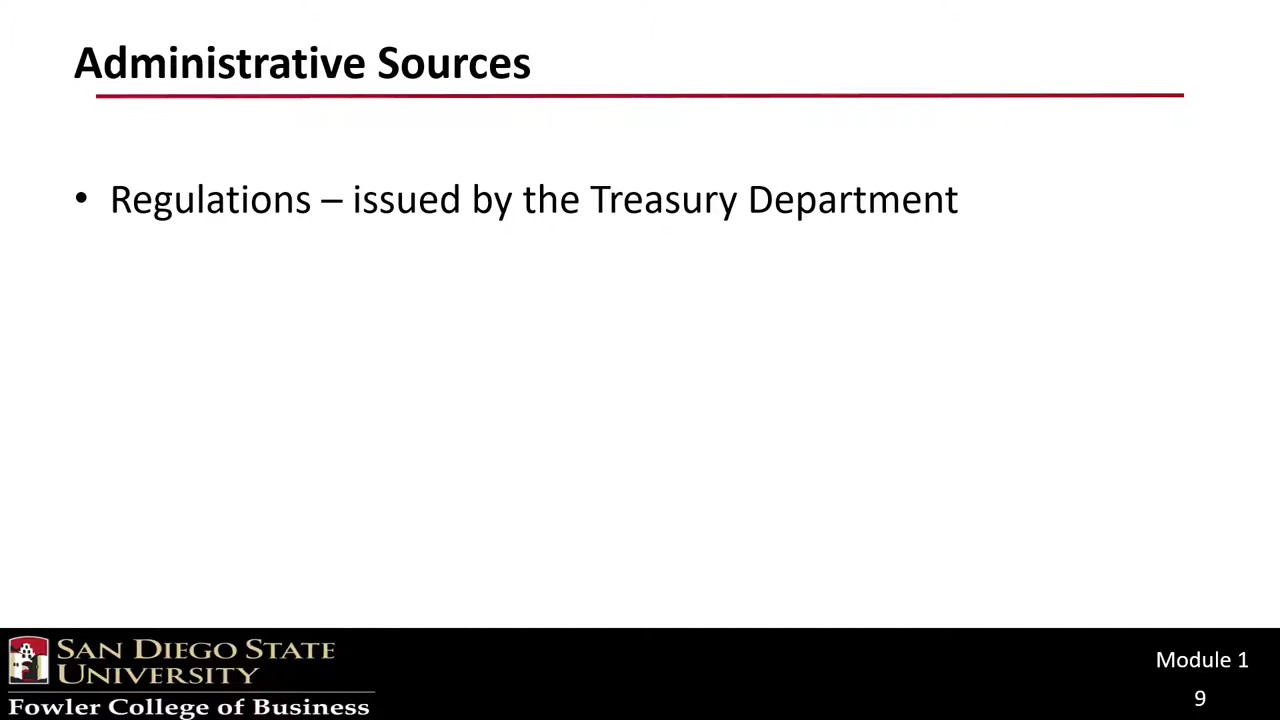 Administrative Sources
• Regulations – issued by the Treasury Department
SAN DIEGO STATE
UNIVERSITY
Fowler College of Business
Module 1
9